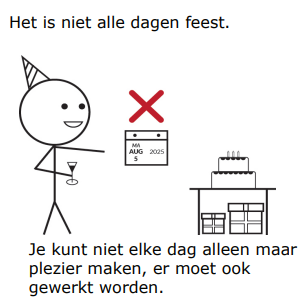 Het is niet alle dagen feest.
MA
AUG 2025
5
Je kunt niet elke dag alleen maar
plezier maken, er moet ook
gewerkt worden.